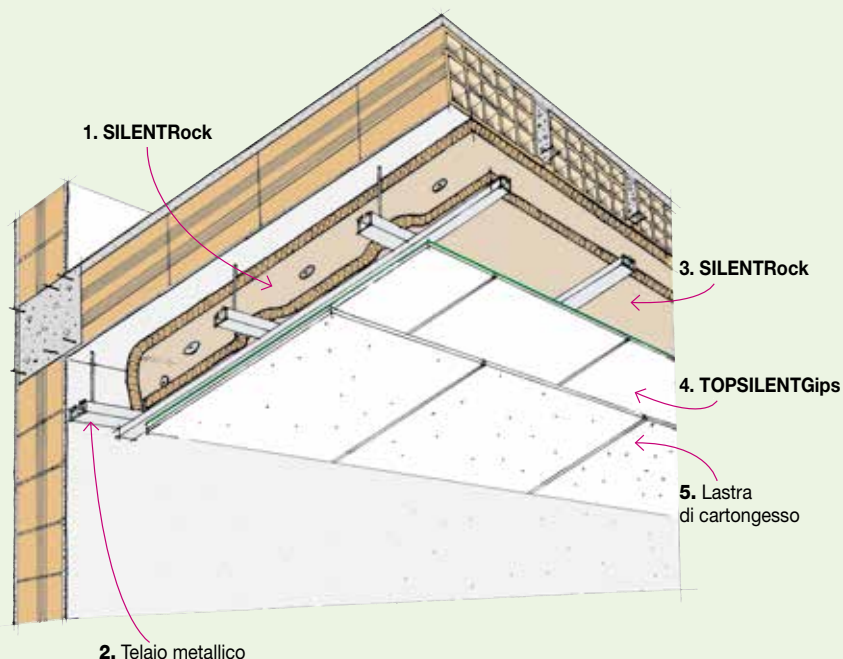 1. SILENTRock
3. SILENTRock
4. TOPSILENTGips
5. Lastra
di cartongesso
2. Telaio metallico